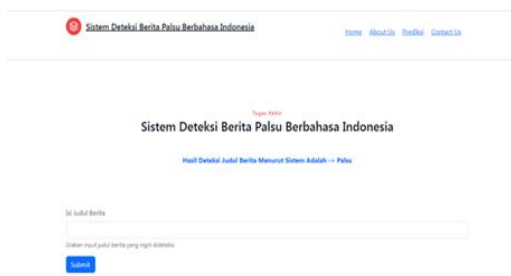 Sistem Deteksi Berita Palsu Berbahasa Indonesia
Home About Us Prediksi Contact Us
Tugas Akhir
Sistem Deteksi Berita Palsu Berbahasa Indonesia
Hasil Deteksi Judul Berita Menurut Sistem Adalah -> Palsu
Isi Judul Berita
Silakan input judul berita yang ingin dideteksi
Submit